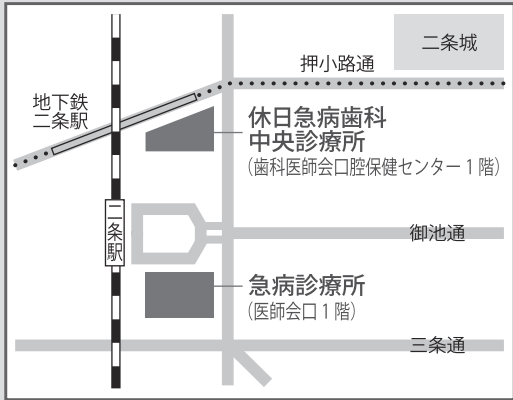 二条城
押小路通
地下鉄
二条駅
休日急病歯科
中央診療所
(歯科医師会口腔保健センター1階)
二条駅
御池通
急病診療所
(医師会口1階)
三条通